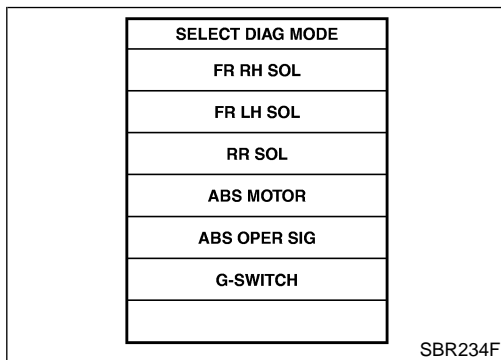 SELECT DIAG MODE
FR RH SOL
FR LH SOL
RR SOL
ABS MOTOR
ABS OPER SIG
G-SWITCH
SBR234F